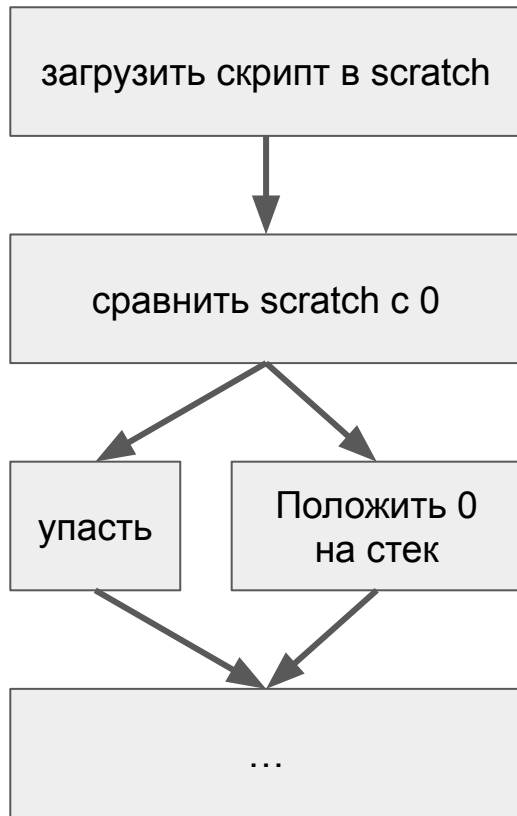 загрузить скрипт в scratch
сравнить scratch с 0
упасть
Положить 0
на стек
...